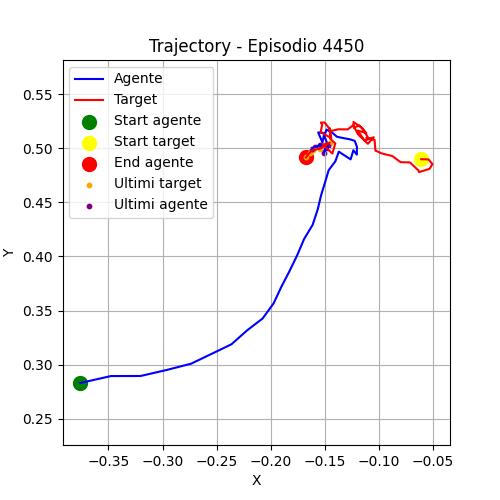 Trajectory - Episodio 4450
Agente
Target
Start agente
Start target
End agente
Ultimi target
Ultimi agente
Y
0.55
0.50
0.45
0.40
0.35
0.30
0.25
−0.35
−0.30
−0.25
−0.20
−0.15
−0.10
−0.05
X